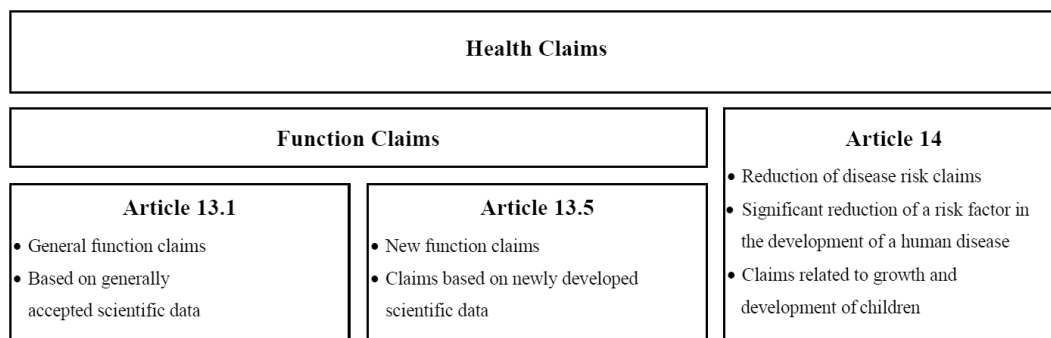 Health Claims
Function Claims
Article 13.1
• General function claims
• Based on generally
accepted scientific data
Article 13.5
• New function claims
• Claims based on newly developed
scientific data
Article 14
• Reduction of disease risk claims
• Significant reduction of a risk factor in
the development of a human disease
• Claims related to growth and
development of children